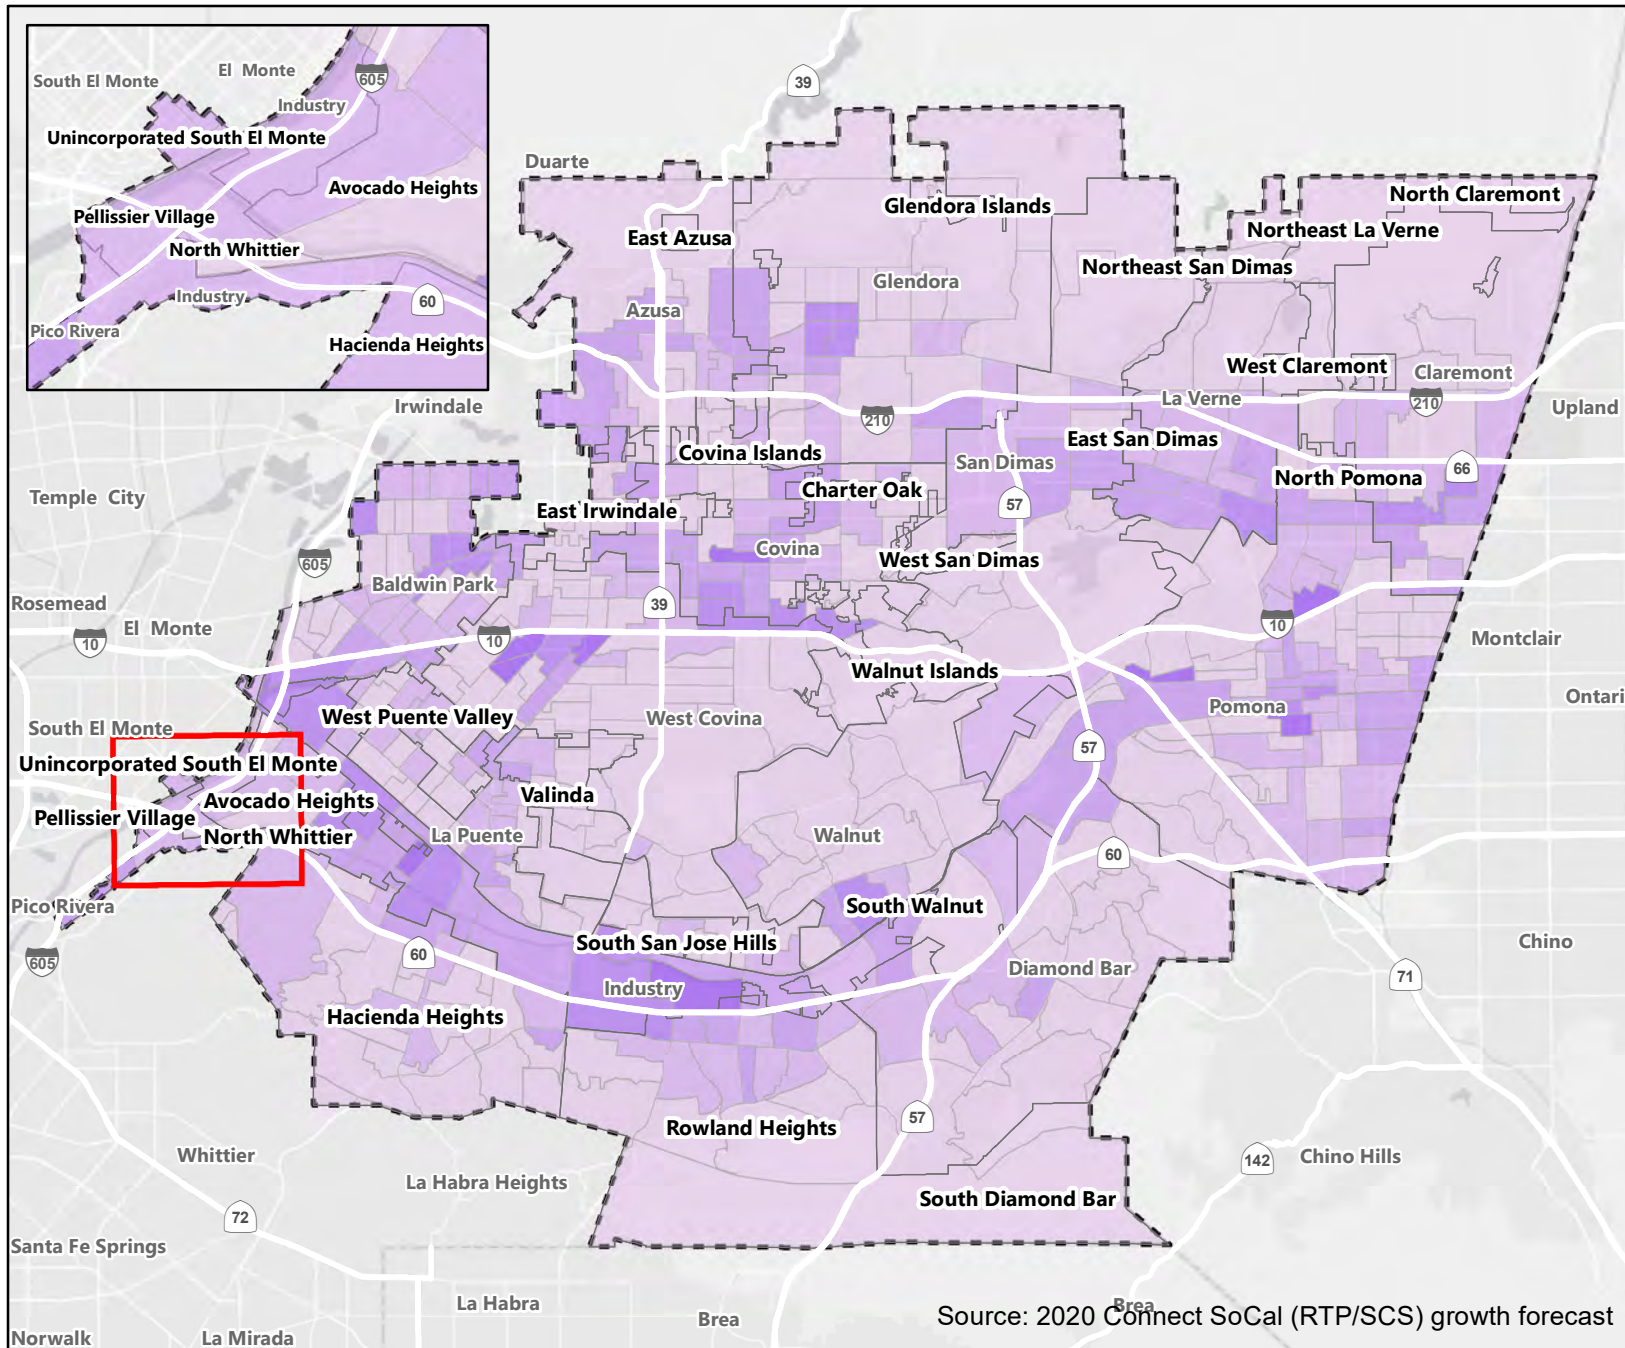 South El Monte
El Monte
605
Industry
Unincorporated South El Monte
Avocado Heights
Pellissier Village
North Whittier
Industry
60
Pico Rivera
Hacienda Heights
39
Duarte
Glendora Islands
North Claremont
East Azusa
Northeast La Verne
Northeast San Dimas
Glendora
Azusa
West Claremont
Claremont
La Verne
210
210
Irwindale
Upland
East San Dimas
Covina Islands
San Dimas
66
North Pomona
Charter Oak
Temple City
57
East Irwindale
Covina
West San Dimas
605
Baldwin Park
39
Rosemead
El Monte
10
10
10
Montclair
Walnut Islands
Ontari
Pomona
West Puente Valley
West Covina
South El Monte
57
Unincorporated South El Monte
Valinda
Avocado Heights
Pellissier Village
La Puente
Walnut
North Whittier
60
Pico Rivera
South Walnut
South San Jose Hills
Chino
605
60
Diamond Bar
71
Industry
Hacienda Heights
57
Rowland Heights
Whittier
142
Chino Hills
La Habra Heights
South Diamond Bar
72
Santa Fe Springs
La Habra
Brea
Brea
Source: 2020 Connect SoCal (RTP/SCS) growth forecast
Norwalk
La Mirada